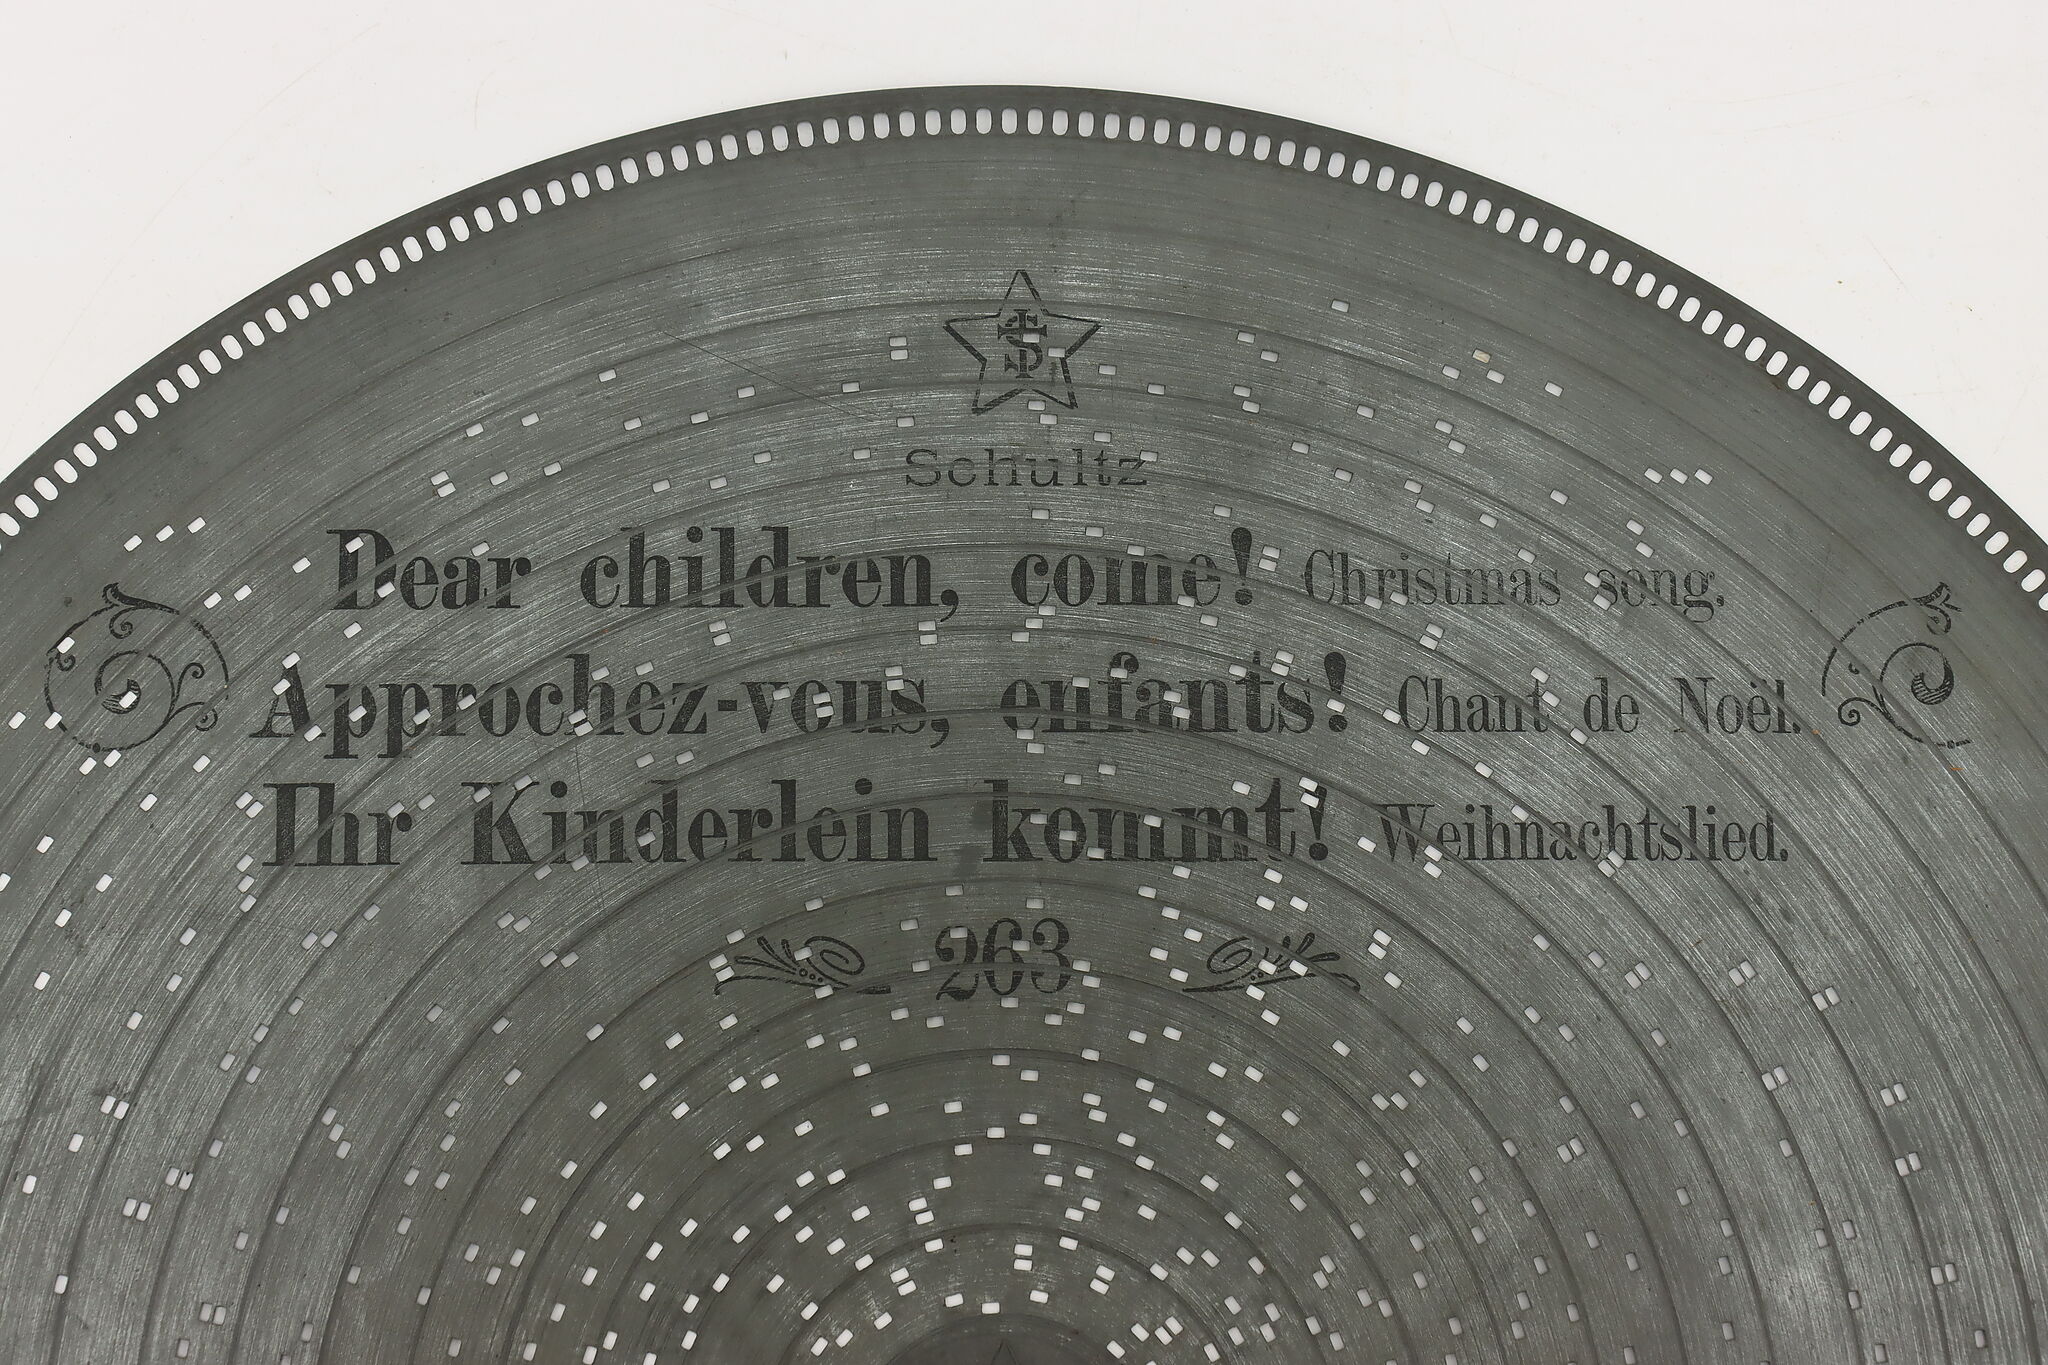 Schultz
Dear children, come! Christmas song.
Approchez-vous, enfants! Chant de Noël.
Ihr Kinderlein kommt! Weihnachtslied.
263